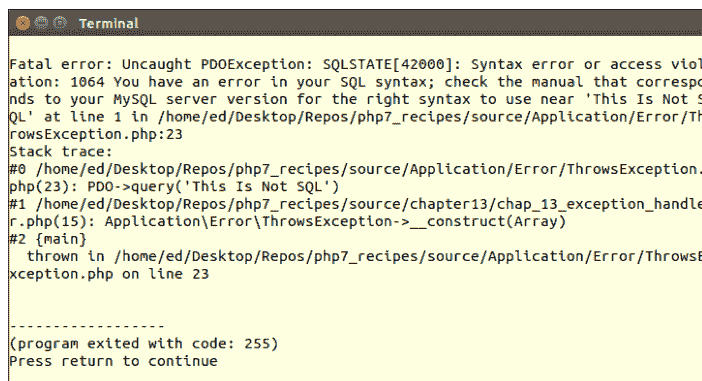 Terminal
Fatal error: Uncaught PDOException: SQLSTATE[42000]: Syntax error or access viol
ation: 1064 You have an error in your SQL syntax; check the manual that correspo
nds to your MySQL server version for the right syntax to use near 'This Is Not S
QL' at line 1 in /home/ed/Desktop/Repos/php7_recipes/source/Application/Error/Th
rowsException.php:23
Stack trace:
#0 /home/ed/Desktop/Repos/php7_recipes/source/Application/Error/ThrowsException.
php(23): PDO->query('This Is Not SQL')
#1 /home/ed/Desktop/Repos/php7_recipes/source/chapter13/chap_13_exception_handle
r.php(15): Application\Error\ThrowsException->__construct(Array)
#2 {main}
  thrown in /home/ed/Desktop/Repos/php7_recipes/source/Application/Error/ThrowsE
xception.php on line 23
------------------
(program exited with code: 255)
Press return to continue